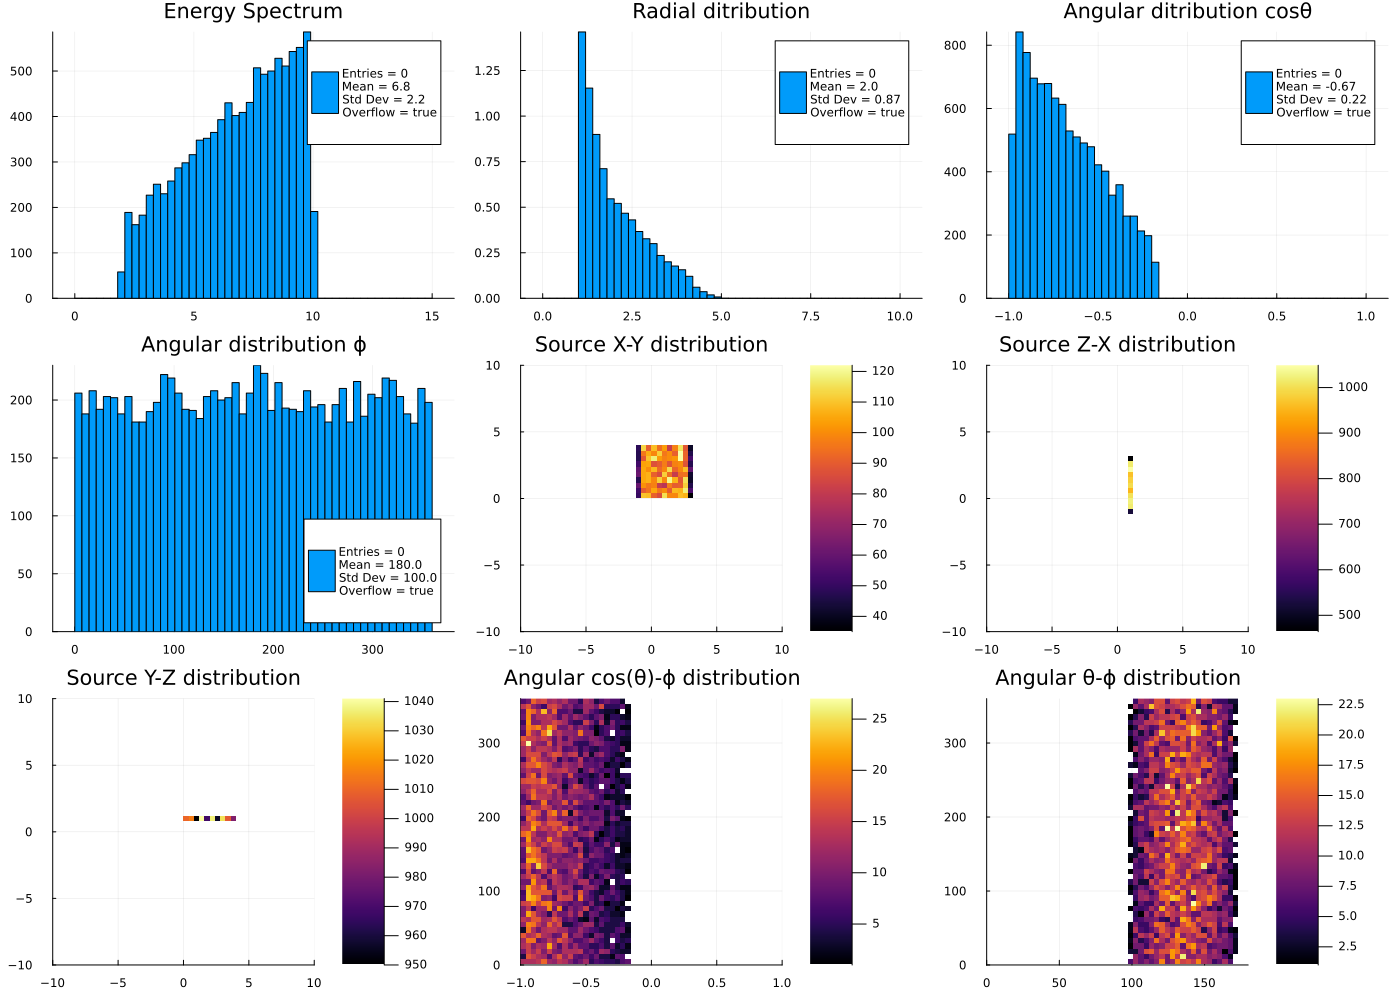 Energy Spectrum
500
400
300
200
100
0
0 5 10 15
Entries = 0
Mean = 6.8
Std Dev = 2.2
Overflow = true
Radial ditribution
1.25
1.00
0.75
0.50
0.25
0.00
0.0 2.5 5.0 7.5 10.0
Entries = 0
Mean = 2.0
Std Dev = 0.87
Overflow = true
Angular ditribution cosθ
800
600
400
200
0
−1.0 −0.5 0.0 0.5 1.0
Entries = 0
Mean = -0.67
Std Dev = 0.22
Overflow = true
Angular distribution ϕ
200
150
100
50
0
0 100 200 300
Entries = 0
Mean = 180.0
Std Dev = 100.0
Overflow = true
Source X-Y distribution
10
5
0
−5
−10
−10 −5 0 5 10
120
110
100
90
80
70
60
50
40
Source Z-X distribution
10
5
0
−5
−10
−10 −5 0 5 10
1000
900
800
700
600
500
Source Y-Z distribution
10
5
0
−5
−10
−10 −5 0 5 10
1040
1030
1020
1010
1000
990
980
970
960
950
Angular cos(θ)-ϕ distribution
300
200
100
0
−1.0 −0.5 0.0 0.5 1.0
25
20
15
10
5
Angular θ-ϕ distribution
300
200
100
0
0 50 100 150
22.5
20.0
17.5
15.0
12.5
10.0
7.5
5.0
2.5